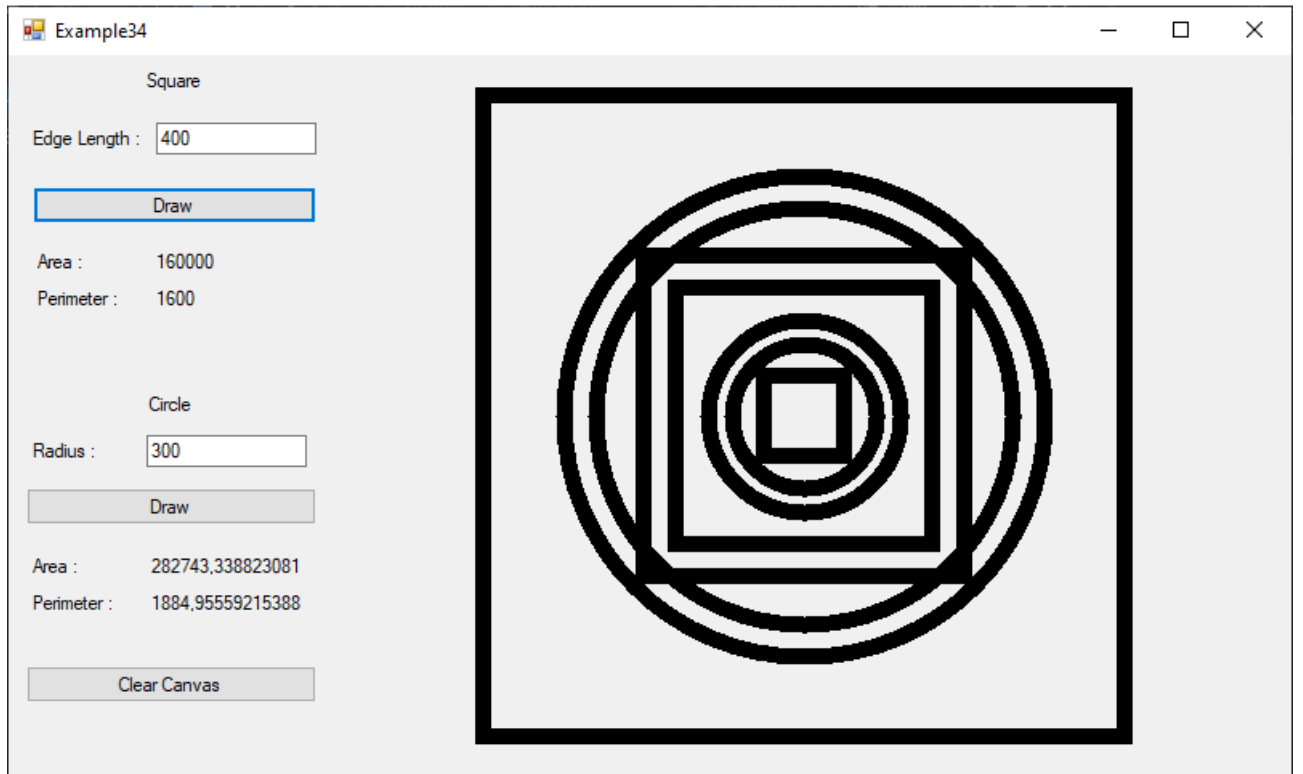 Example34
Square
Edge Length : 400
Draw
Area : 160000
Perimeter : 1600
Circle
Radius : 300
Draw
Area : 282743,338823081
Perimeter : 1884,95559215388
Clear Canvas